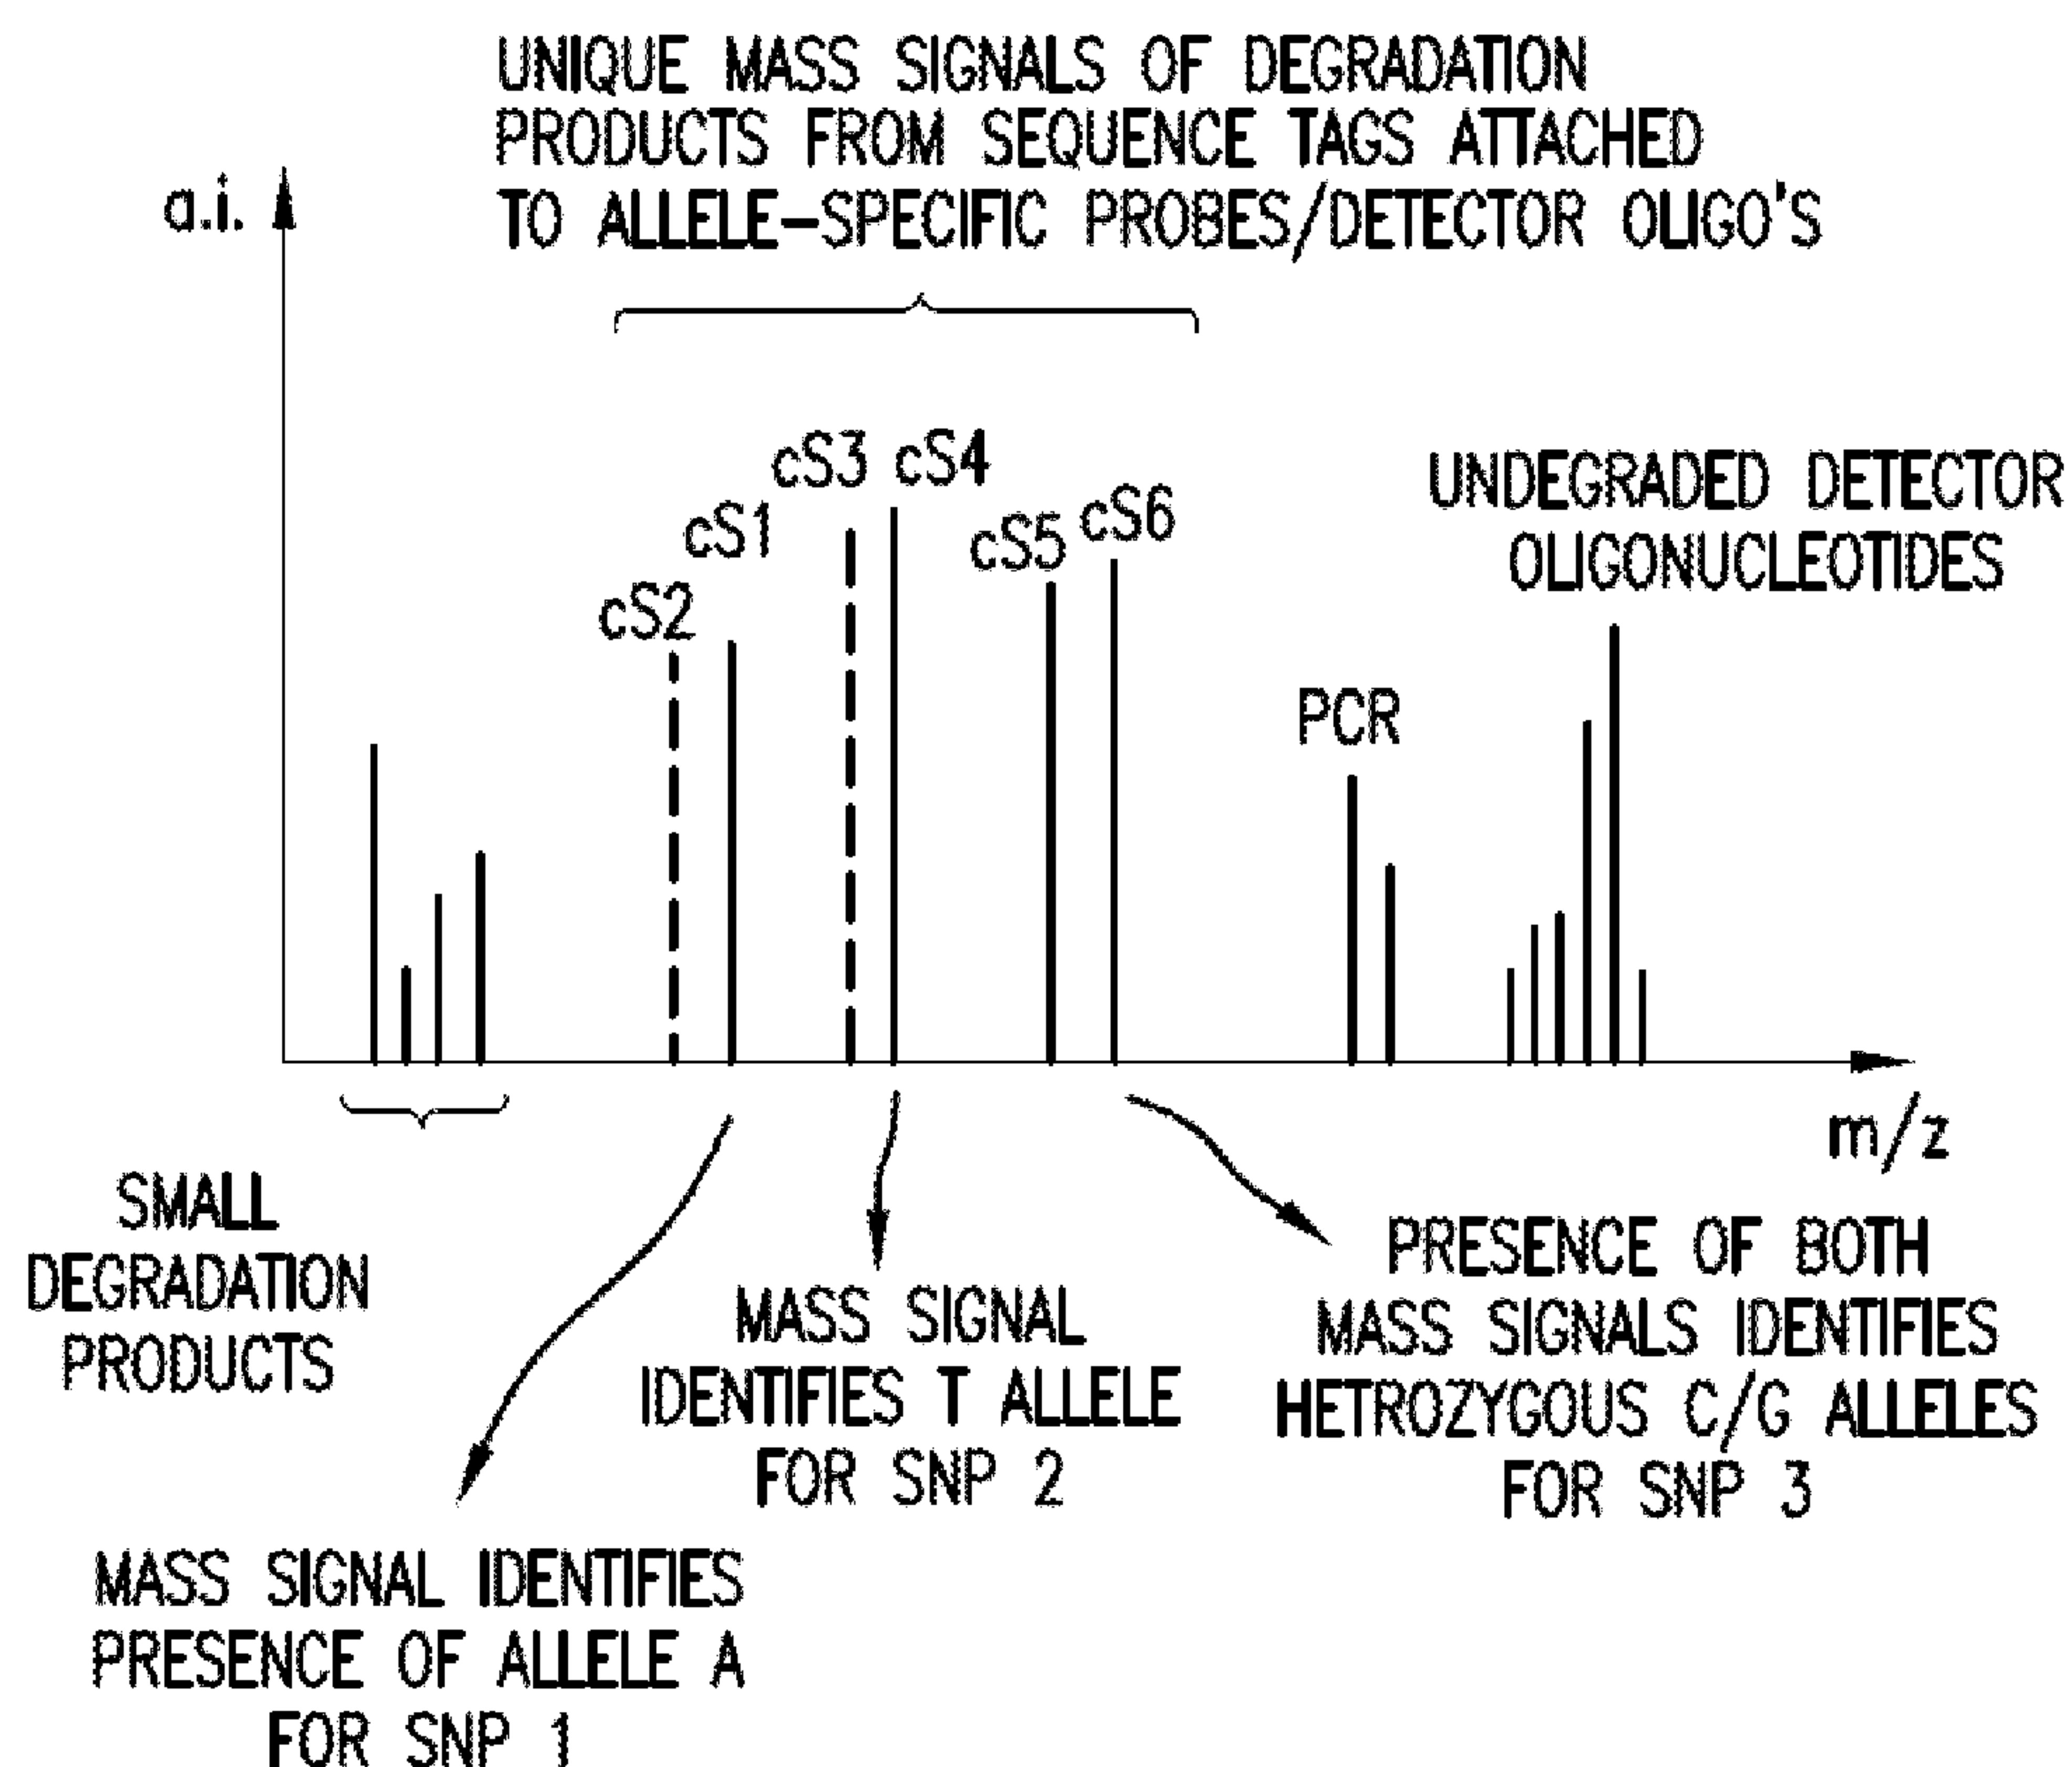 UNIQUE MASS SIGNALS OF DEGRADATION
PRODUCTS FROM SEQUENCE TAGS ATTACHED
TO ALLELE-SPECIFIC PROBES/DETECTOR OLIGO'S
a.i.
cS3 cS4
cS1
cS5 cS6
cS2
UNDEGRADED DETECTOR
OLIGONUCLEOTIDES
PCR
m/z
SMALL
DEGRADATION
PRODUCTS
MASS SIGNAL
IDENTIFIES T ALLELE
FOR SNP 2
PRESENCE OF BOTH
MASS SIGNALS IDENTIFIES
HETROZYGOUS C/G ALLELES
FOR SNP 3
MASS SIGNAL IDENTIFIES
PRESENCE OF ALLELE A
FOR SNP 1